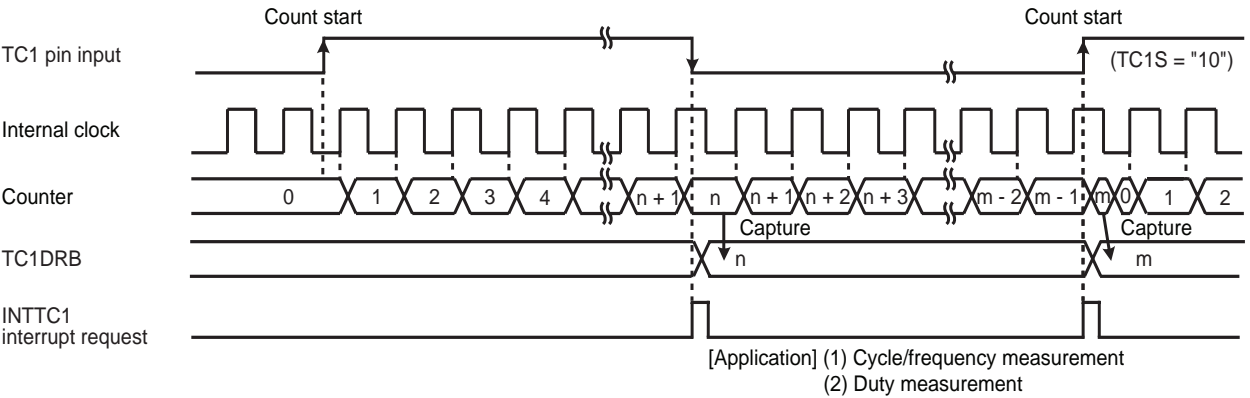 Count start Count start
TC1 pin input (TC1S = "10")
Internal clock
Counter 0 1 2 3 4 n + 1 n n + 1 n + 2 n + 3 m - 2 m - 1 m 0 1 2
Capture Capture
TC1DRB n m
INTTC1
interrupt request
[Application] (1) Cycle/frequency measurement
(2) Duty measurement